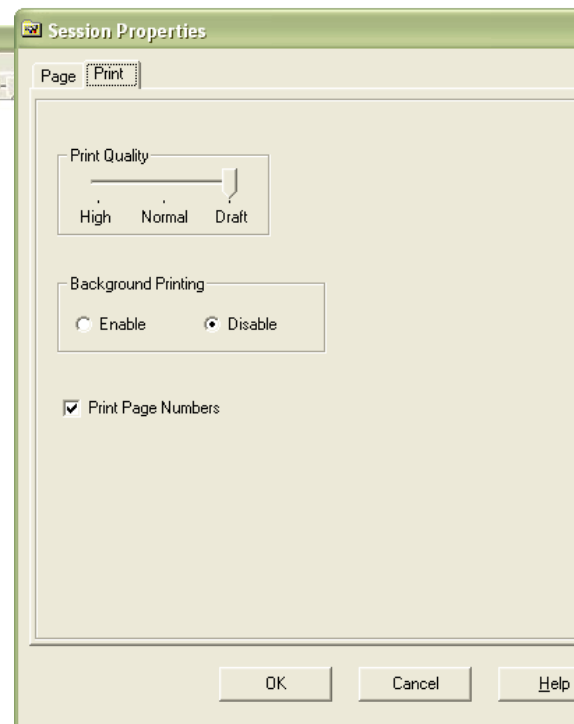 Session Properties
Page Print
Print Quality
High Normal Draft
Background Printing
Enable Disable
Print Page Numbers
OK Cancel Help